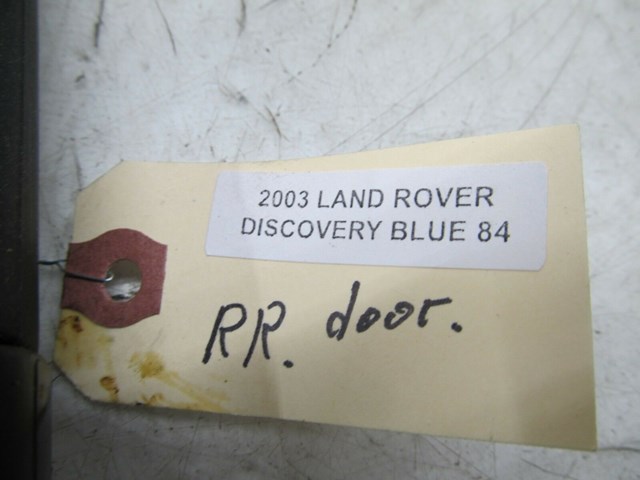 2003 LAND ROVER
DISCOVERY BLUE 84
RR. door.